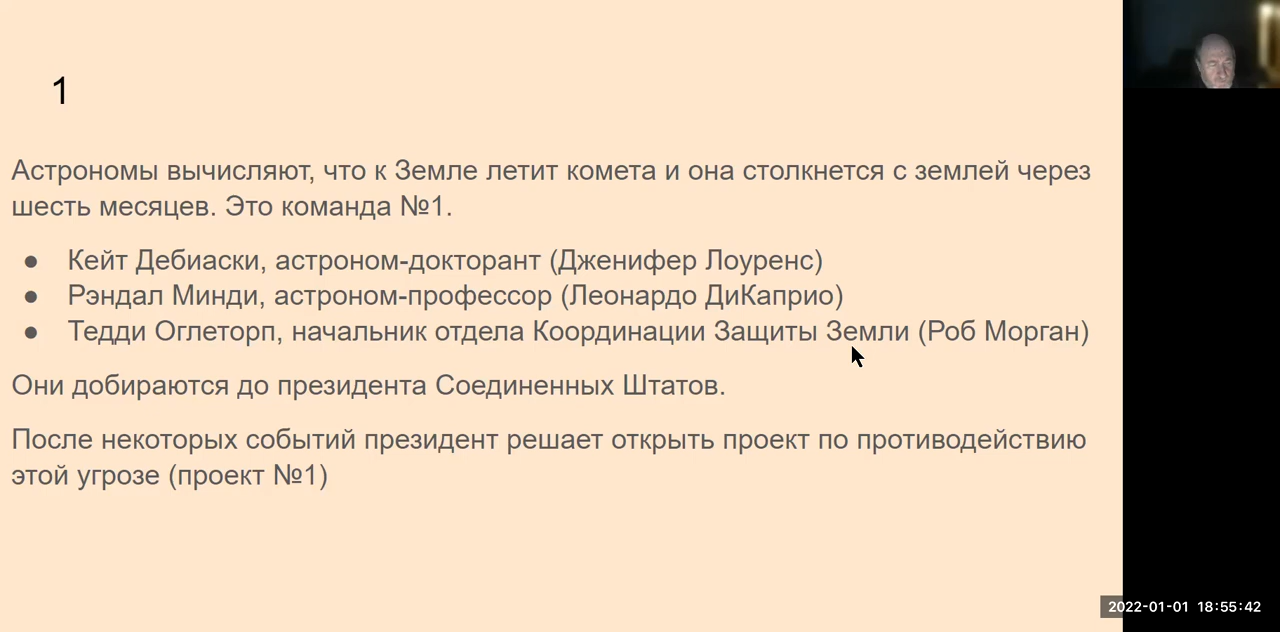 1
Астрономы вычисляют, что к Земле летит комета и она столкнется с землей через
шесть месяцев. Это команда №1.
● Кейт Дебиаски, астроном-докторант (Дженифер Лоуренс)
● Рэндал Минди, астроном-профессор (Леонардо ДиКаприо)
● Тедди Оглеторп, начальник отдела Координации Защиты Земли (Роб Морган)
Они добираются до президента Соединенных Штатов.
После некоторых событий президент решает открыть проект по противодействию
этой угрозе (проект №1)
2022-01-01 18:55:42